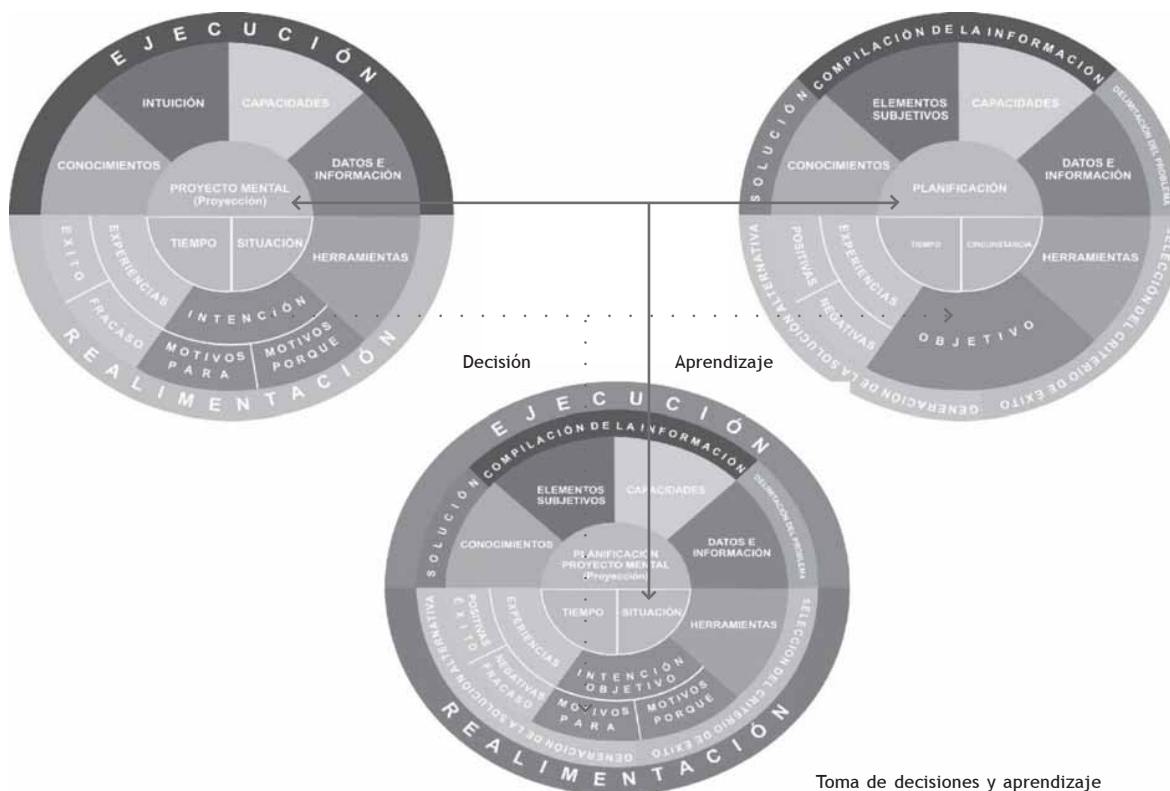 EJECUCIÓN
INTUICIÓN
CAPACIDADES
CONOCIMIENTOS
DATOS E
INFORMACIÓN
PROYECTO MENTAL
(Proyección)
TIEMPO
SITUACIÓN
HERRAMIENTAS
EXPERIENCIAS
ÉXITO
FRACASO
INTENCIÓN
MOTIVOS
PARA
MOTIVOS
PORQUE
REALIMENTACIÓN
COMPILACIÓN DE LA INFORMACIÓN
SOLUCIÓN
DELIMITACIÓN DEL PROBLEMA
ELEMENTOS
SUBJETIVOS
CAPACIDADES
CONOCIMIENTOS
DATOS E
INFORMACIÓN
PLANIFICACIÓN
TIEMPO
CIRCUNSTANCIA
HERRAMIENTAS
EXPERIENCIAS
POSITIVAS
NEGATIVAS
OBJETIVO
GENERACIÓN DE LA SOLUCIÓN ALTERNATIVA
SELECCIÓN DEL CRITERIO DE ÉXITO
Decisión
Aprendizaje
EJECUCIÓN
COMPILACIÓN DE LA INFORMACIÓN
SOLUCIÓN
DELIMITACIÓN DEL PROBLEMA
ELEMENTOS
SUBJETIVOS
CAPACIDADES
CONOCIMIENTOS
DATOS E
INFORMACIÓN
PLANIFICACIÓN
PROYECTO MENTAL
(Proyección)
TIEMPO
SITUACIÓN
HERRAMIENTAS
EXPERIENCIAS
POSITIVAS
ÉXITO
NEGATIVAS
FRACASO
INTENCIÓN
OBJETIVO
MOTIVOS
PARA
MOTIVOS
PORQUE
GENERACIÓN DE LA SOLUCIÓN ALTERNATIVA
SELECCIÓN DEL CRITERIO DE ÉXITO
REALIMENTACIÓN
Toma de decisiones y aprendizaje